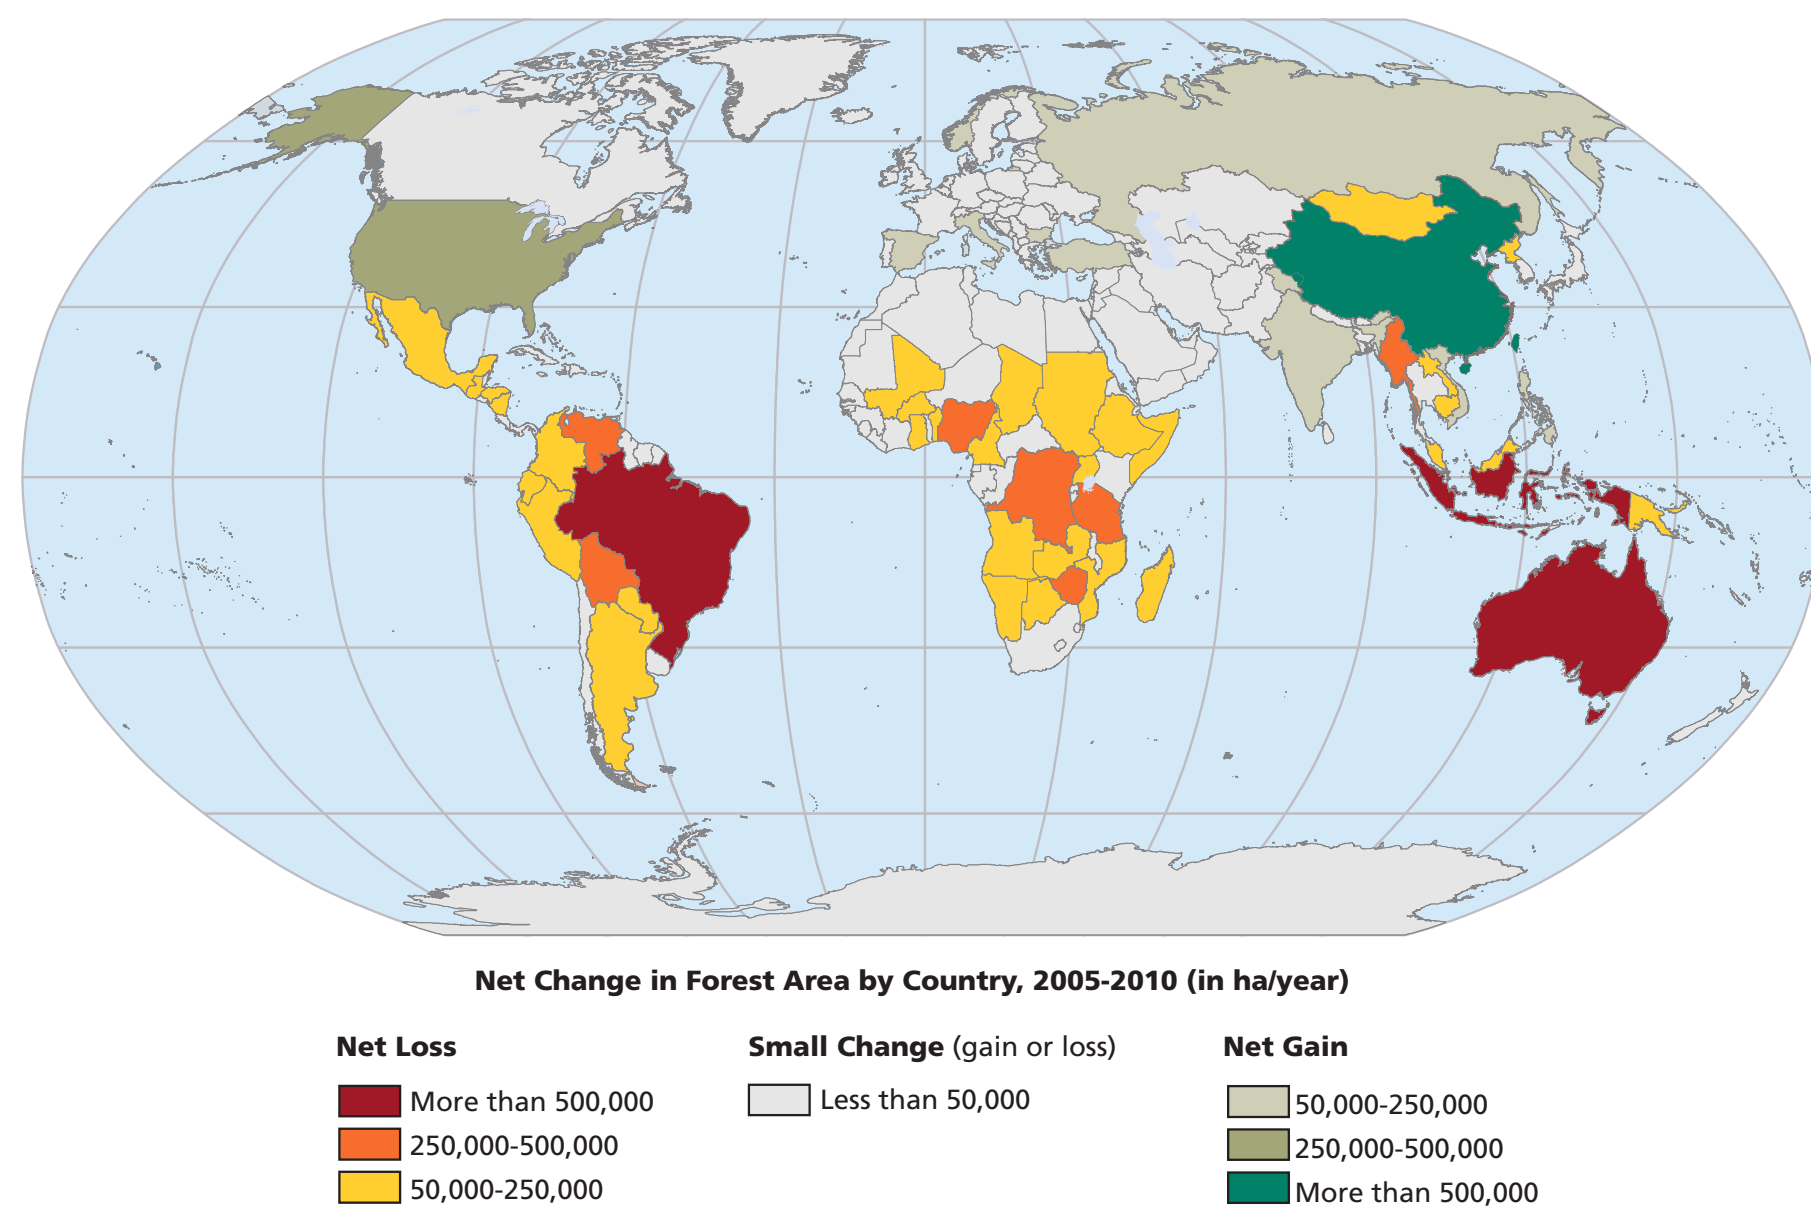 Net Change in Forest Area by Country, 2005-2010 (in ha/year)
Net Loss
More than 500,000
250,000-500,000
50,000-250,000
Small Change (gain or loss)
Less than 50,000
Net Gain
50,000-250,000
250,000-500,000
More than 500,000